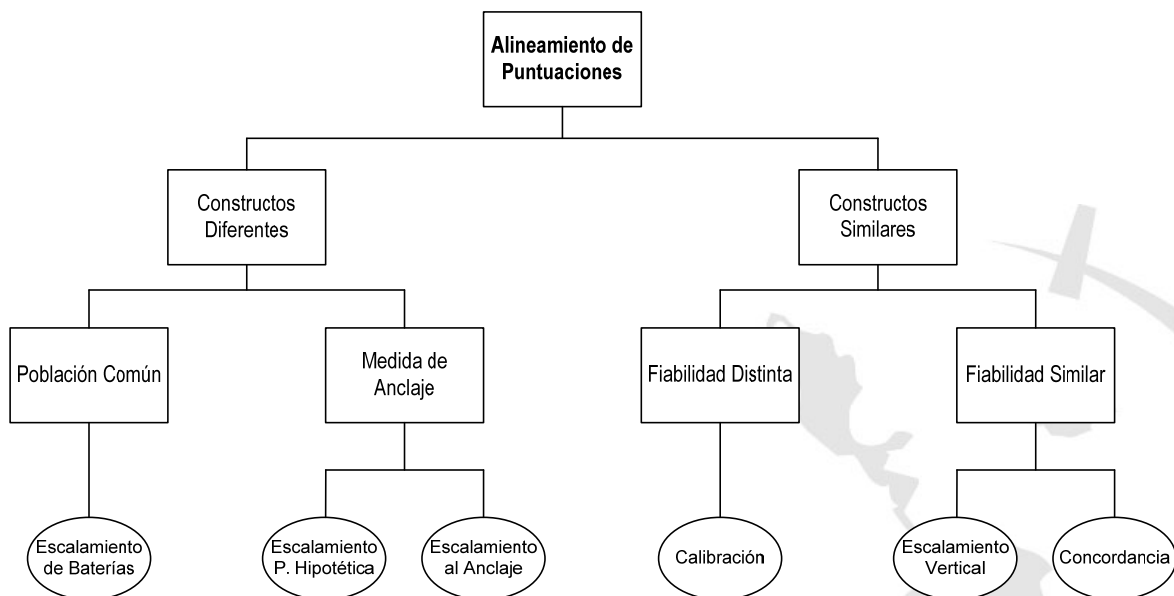 Alineamiento de
Puntuaciones
Constructos
Diferentes
Constructos
Similares
Población Común
Medida de
Anclaje
Fiabilidad Distinta
Fiabilidad Similar
Escalamiento
de Baterías
Escalamiento
P. Hipotética
Escalamiento
al Anclaje
Calibración
Escalamiento
Vertical
Concordancia